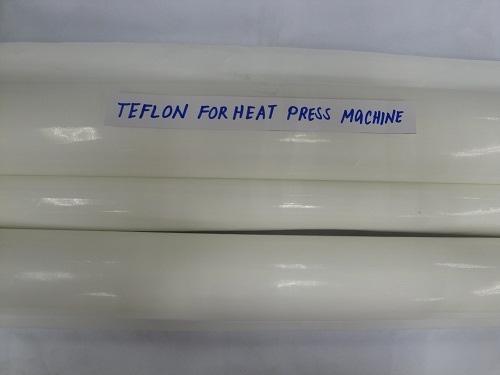 TEFLON FOR HEAT PRESS MACHINE